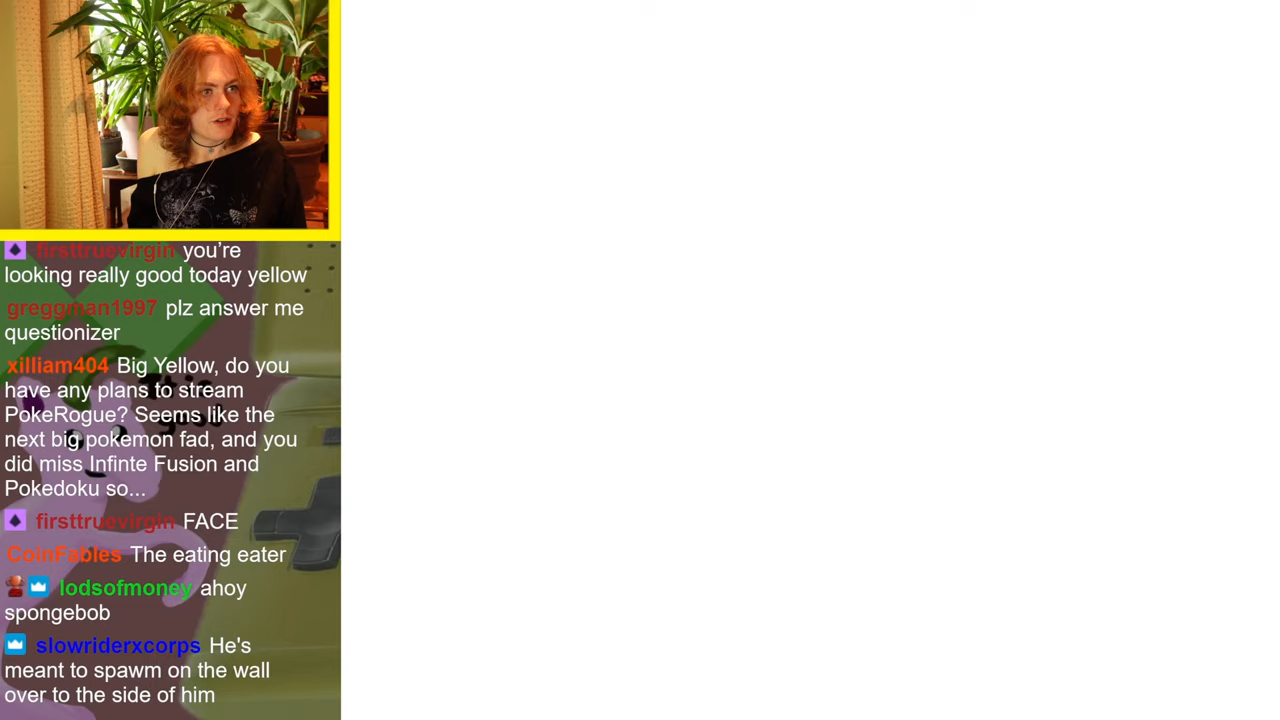 firsttruevirgin you’re
looking really good today yellow
greggman1997 plz answer me
questionizer
xilliam404 Big Yellow, do you
have any plans to stream
PokeRogue? Seems like the
next big pokemon fad, and you
did miss Infinte Fusion and
Pokedoku so...
firsttruevirgin FACE
CoinFables The eating eater
lodsofmoney ahoy
spongebob
slowriderxcorps He's
meant to spawm on the wall
over to the side of him